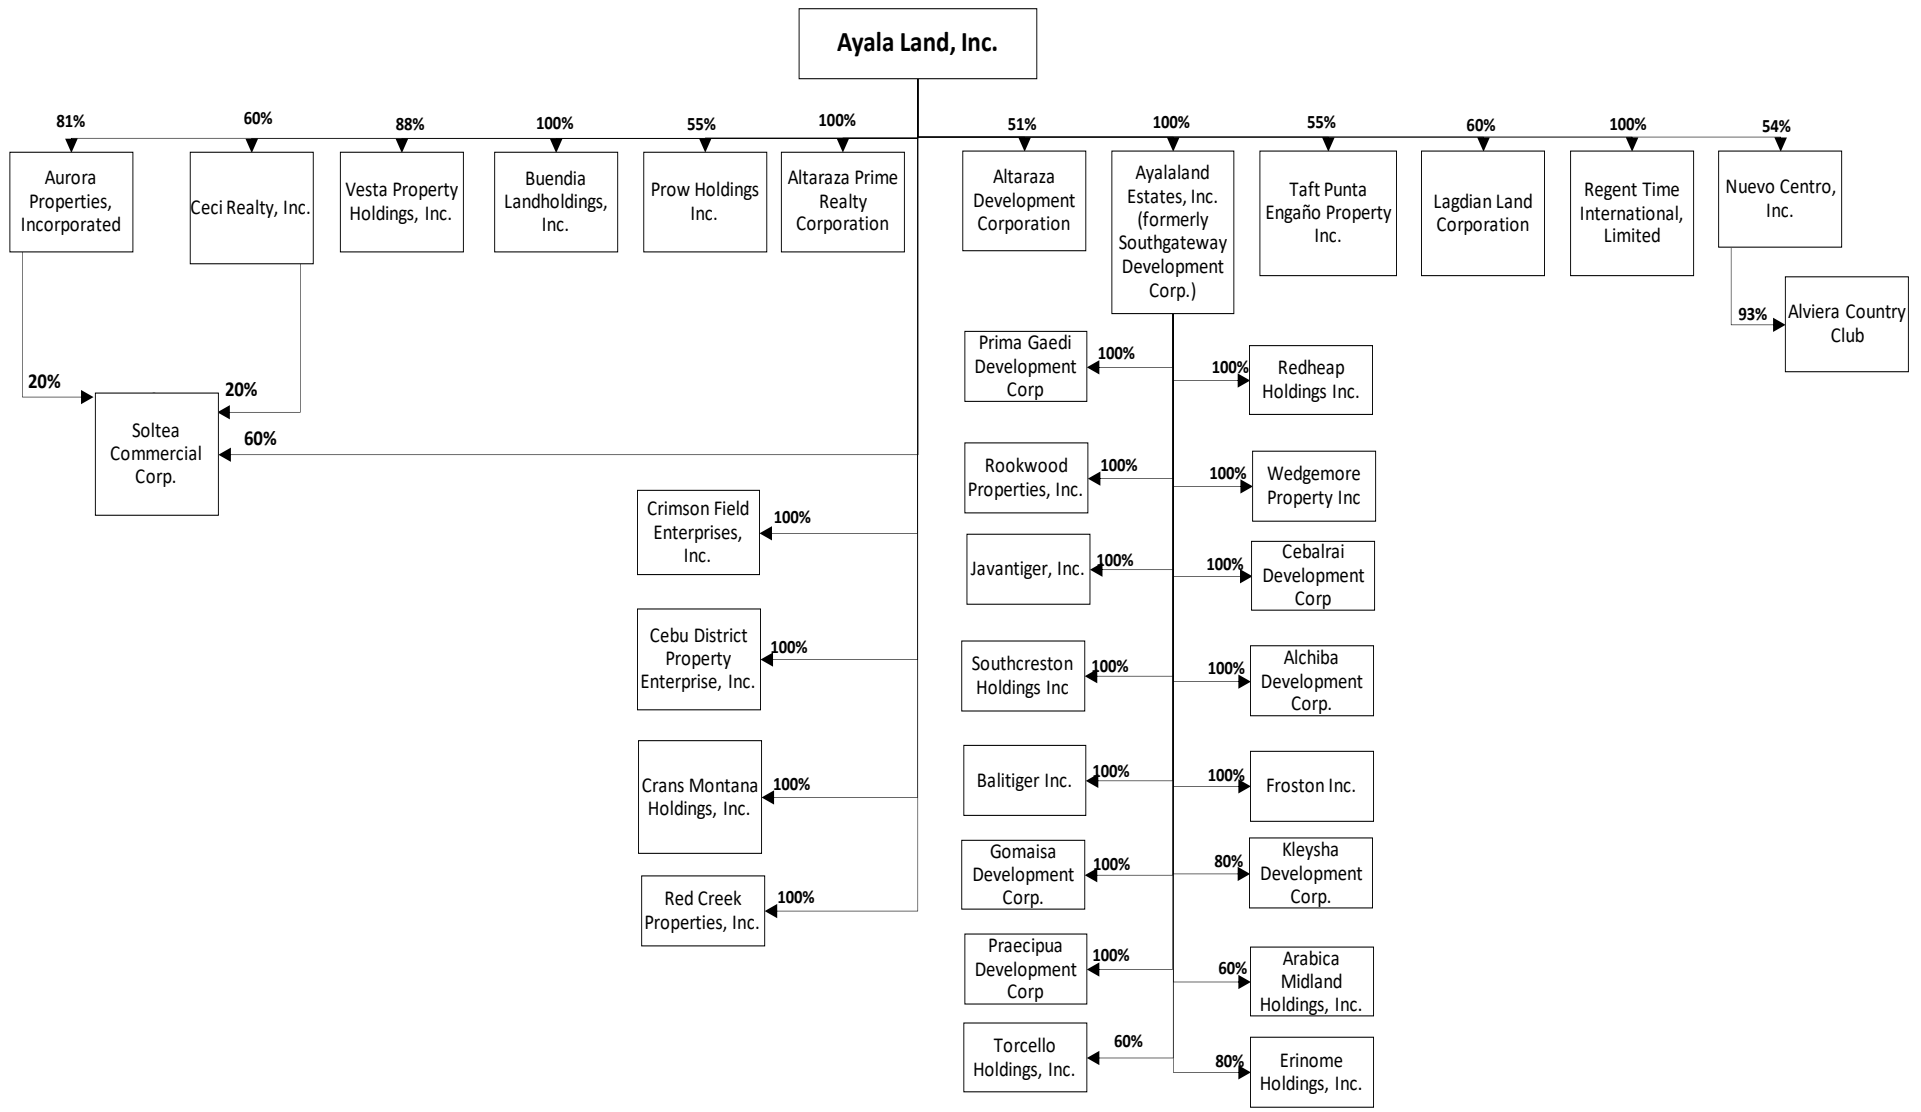 Ayala Land, Inc.
81%
60%
88%
100%
55%
100%
51%
100%
55%
60%
100%
54%
Aurora
Properties,
Incorporated
Ceci Realty, Inc.
Vesta Property
Holdings, Inc.
Buendia
Landholdings,
Inc.
Prow Holdings
Inc.
Altaraza Prime
Realty
Corporation
Altaraza
Development
Corporation
Ayalaland
Estates, Inc.
(formerly
Southgateway
Development
Corp.)
Taft Punta
Engaño Property
Inc.
Lagdian Land
Corporation
Regent Time
International,
Limited
Nuevo Centro,
Inc.
93%
Alviera Country
Club
20%
20%
60%
Soltea
Commercial
Corp.
Crimson Field
Enterprises,
Inc.
100%
Cebu District
Property
Enterprise, Inc.
100%
Crans Montana
Holdings, Inc.
100%
Red Creek
Properties, Inc.
100%
Prima Gaedi
Development
Corp
100%
100%
Redheap
Holdings Inc.
Rookwood
Properties, Inc.
100%
100%
Wedgemore
Property Inc
Javantiger, Inc.
100%
100%
Cebalrai
Development
Corp
Southcreston
Holdings Inc
100%
100%
Alchiba
Development
Corp.
Balitiger Inc.
100%
100%
Froston Inc.
Gomaisa
Development
Corp.
100%
80%
Kleysha
Development
Corp.
Praecipua
Development
Corp
100%
60%
Arabica
Midland
Holdings, Inc.
Torcello
Holdings, Inc.
60%
80%
Erinome
Holdings, Inc.